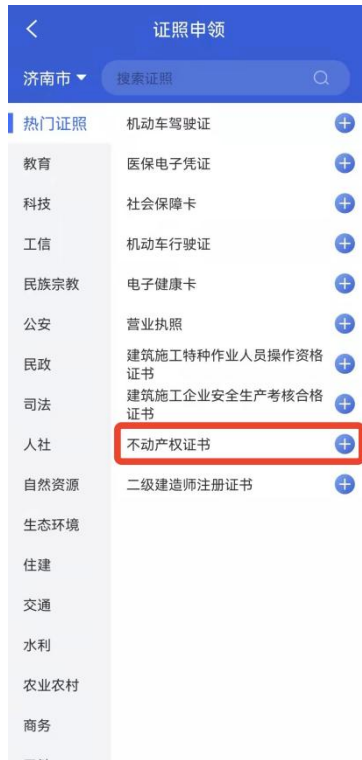 证照申领
济南市
搜索证照
热门证照
机动车驾驶证
教育
医保电子凭证
科技
社会保障卡
工信
机动车行驶证
民族宗教
电子健康卡
公安
营业执照
民政
建筑施工特种作业人员操作资格
证书
司法
建筑施工企业安全生产考核合格
证书
人社
不动产权证书
自然资源
二级建造师注册证书
生态环境
住建
交通
水利
农业农村
商务